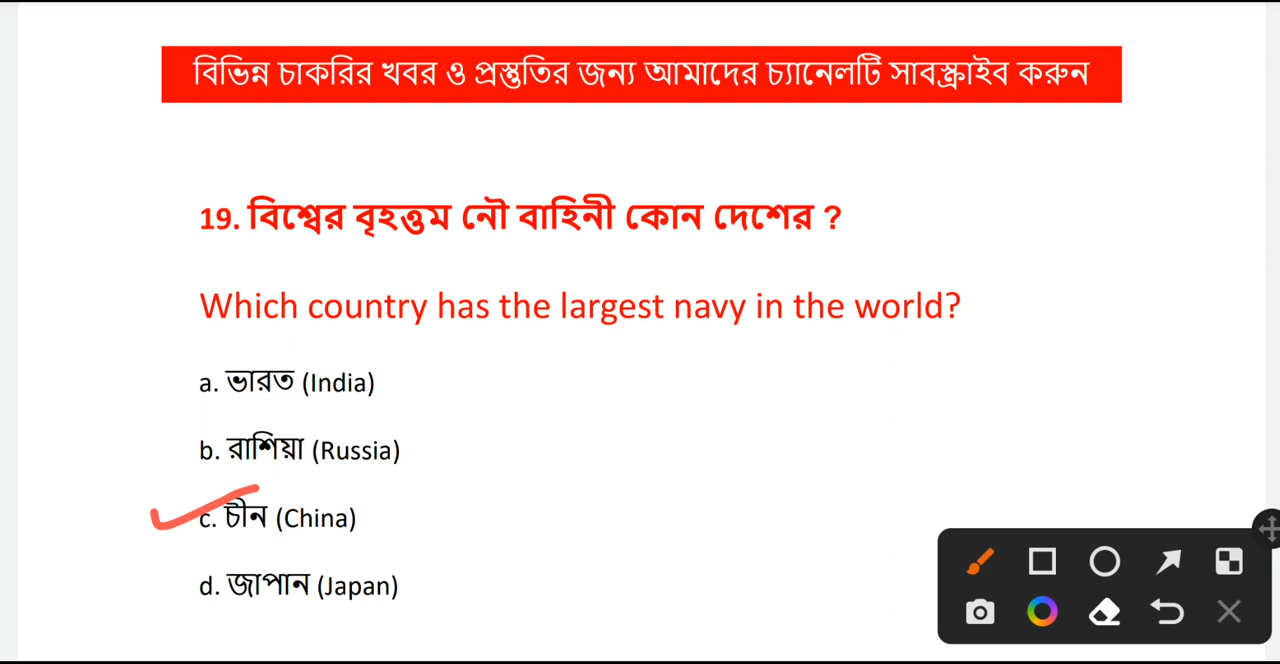 বিভিন্ন চাকরির খবর ও প্রস্তুতির জন্য আমাদের চ্যানেলটি সাবস্ক্রাইব করুন
19. বিশ্বের বৃহত্তম নৌ বাহিনী কোন দেশের ?
Which country has the largest navy in the world?
a. ভারত (India)
b. রাশিয়া (Russia)
c. চীন (China)
d. জাপান (Japan)